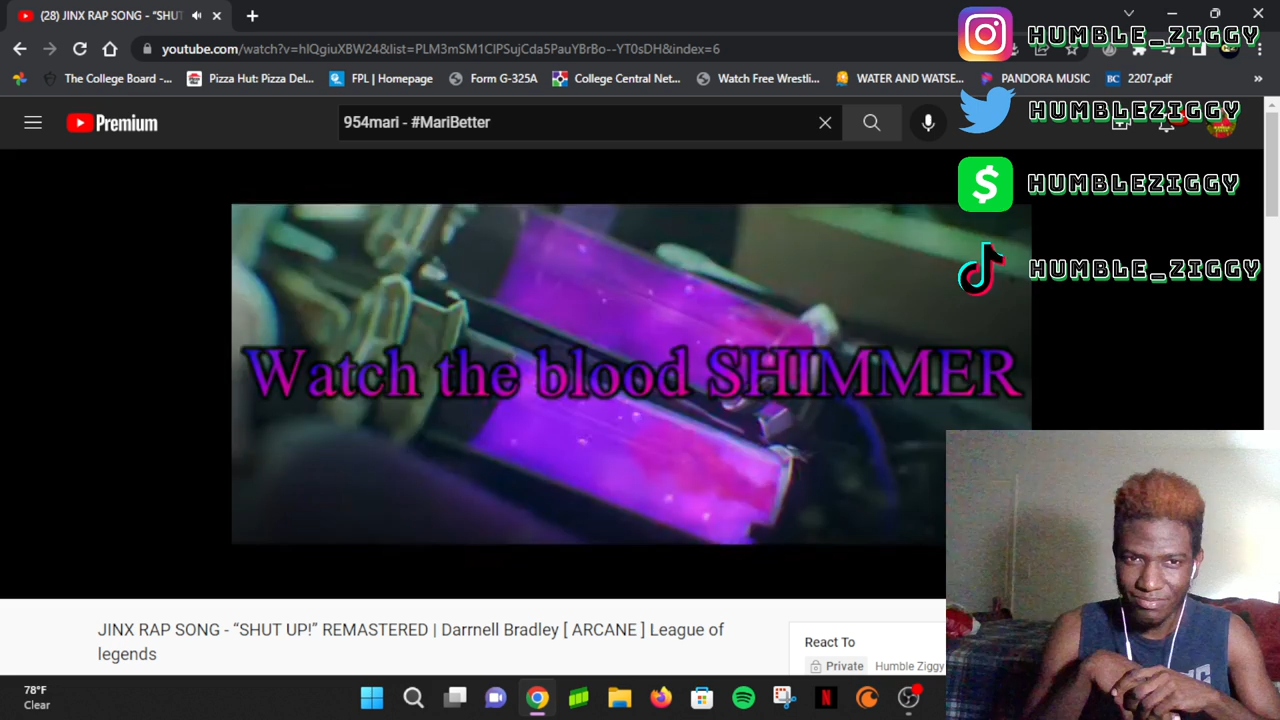 (28) JINX RAP SONG - “SHUT
youtube.com/watch?v=hIQgiuXBW24&list=PLM3mSM1ClPSujCda5PauYBrBo--YT0sDH&index=6
The College Board -...
Pizza Hut: Pizza Del...
FPL | Homepage
Form G-325A
College Central Net...
Watch Free Wrestli...
WATER AND WATSE...
PANDORA MUSIC
BC 2207.pdf
HUMBLE_ZIGGY
HUMBLEZIGGY
HUMBLEZIGGY
HUMBLE_ZIGGY
Premium
954mari - #MariBetter
Watch the blood SHIMMER
JINX RAP SONG - “SHUT UP!” REMASTERED | Darrnell Bradley [ ARCANE ] League of
legends
React To
Private Humble Ziggy
78°F
Clear